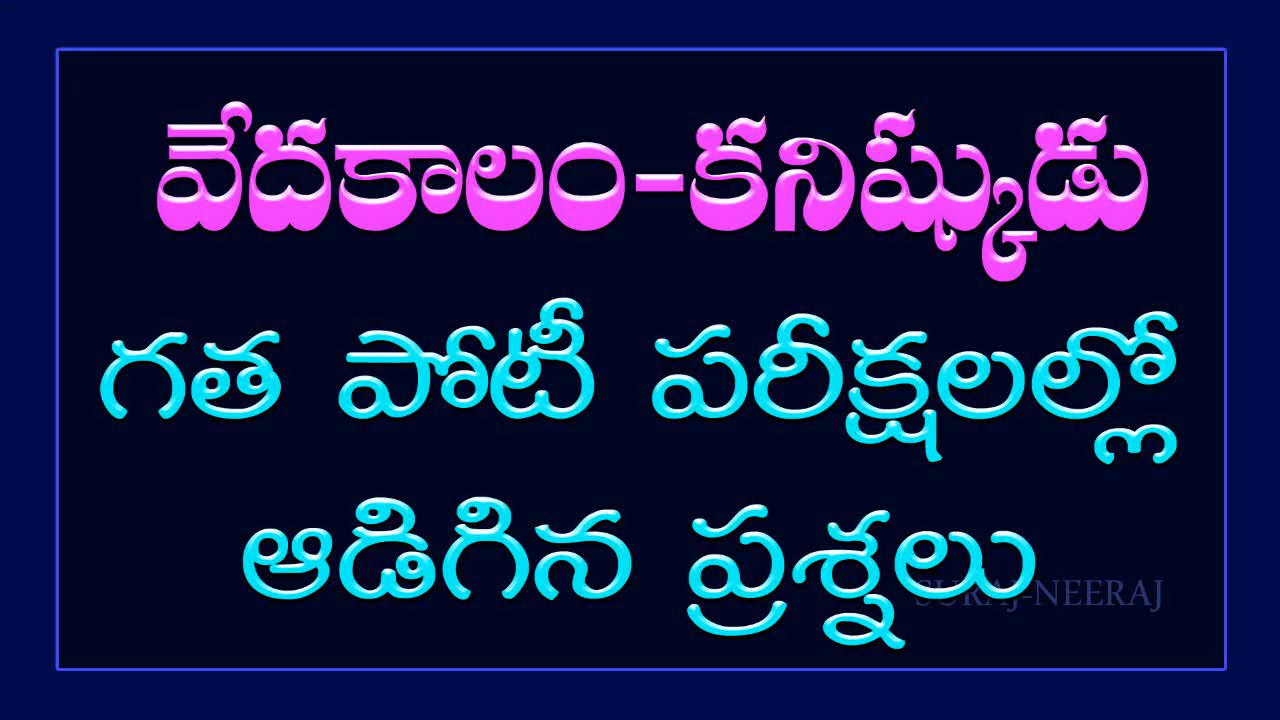 వేదకాలం-కనిష్కుడు
గత పోటీ పరీక్షలల్లో
ఆడిగిన ప్రశ్నలు
SURAJ-NEERAJ